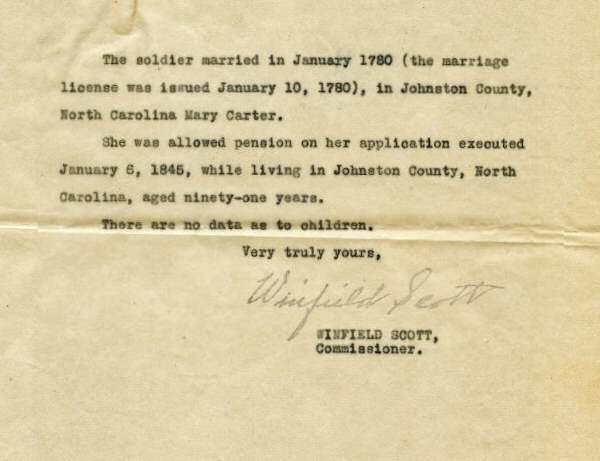 The soldier married in January 1780 (the marriage
license was issued January 10, 1780), in Johnston County,
North Carolina Mary Carter.
She was allowed pension on her application executed
January 6, 1845, while living in Johnston County, North
Carolina, aged ninety-one years.
There are no data as to children.
Very truly yours,
Winfield Scott
WINFIELD SCOTT,
Commissioner.